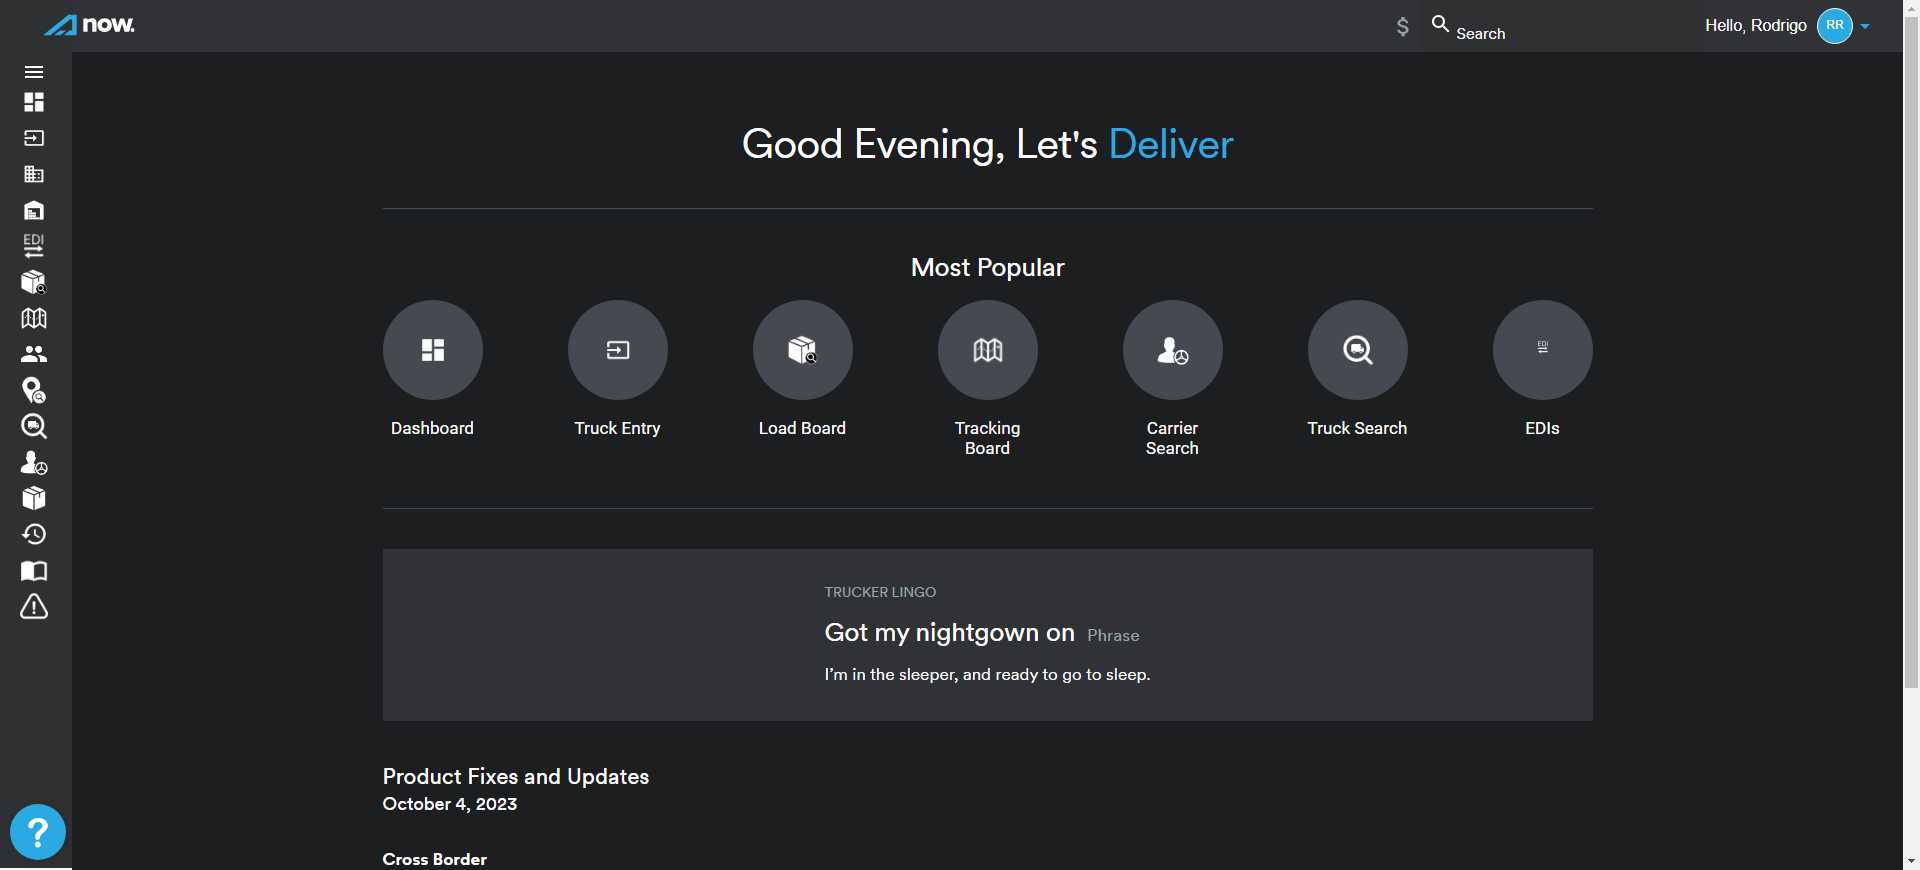 now.
$
Search
Hello, Rodrigo
RR
EDI
Good Evening, Let's Deliver
Most Popular
EDI
Dashboard
Truck Entry
Load Board
Tracking
Board
Carrier
Search
Truck Search
EDIs
TRUCKER LINGO
Got my nightgown on Phrase
I’m in the sleeper, and ready to go to sleep.
Product Fixes and Updates
October 4, 2023
Cross Border
?